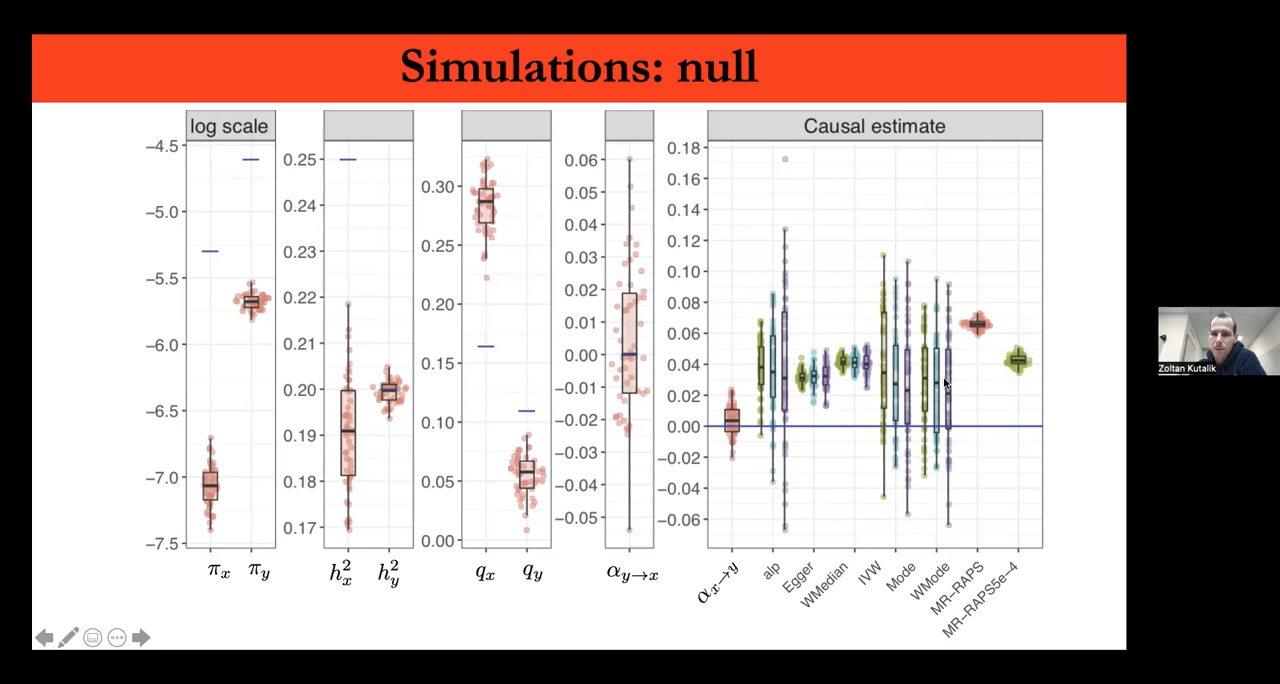 Simulations: null
log scale
Causal estimate
−4.5
−5.0
−5.5
−6.0
−6.5
−7.0
−7.5
0.25
0.24
0.23
0.22
0.21
0.20
0.19
0.18
0.17
0.30
0.25
0.20
0.15
0.10
0.05
0.00
0.06
0.05
0.04
0.03
0.02
0.01
0.00
−0.01
−0.02
−0.03
−0.04
−0.05
0.18
0.16
0.14
0.12
0.10
0.08
0.06
0.04
0.02
0.00
−0.02
−0.04
−0.06
πₓ πᵧ
h²ₓ h²ᵧ
qₓ qᵧ
α_y→x
α_x→y
alp
Egger
WMedian
IVW
Mode
WMode
MR−RAPS
MR−RAPS5e−4
Zoltan Kutalik